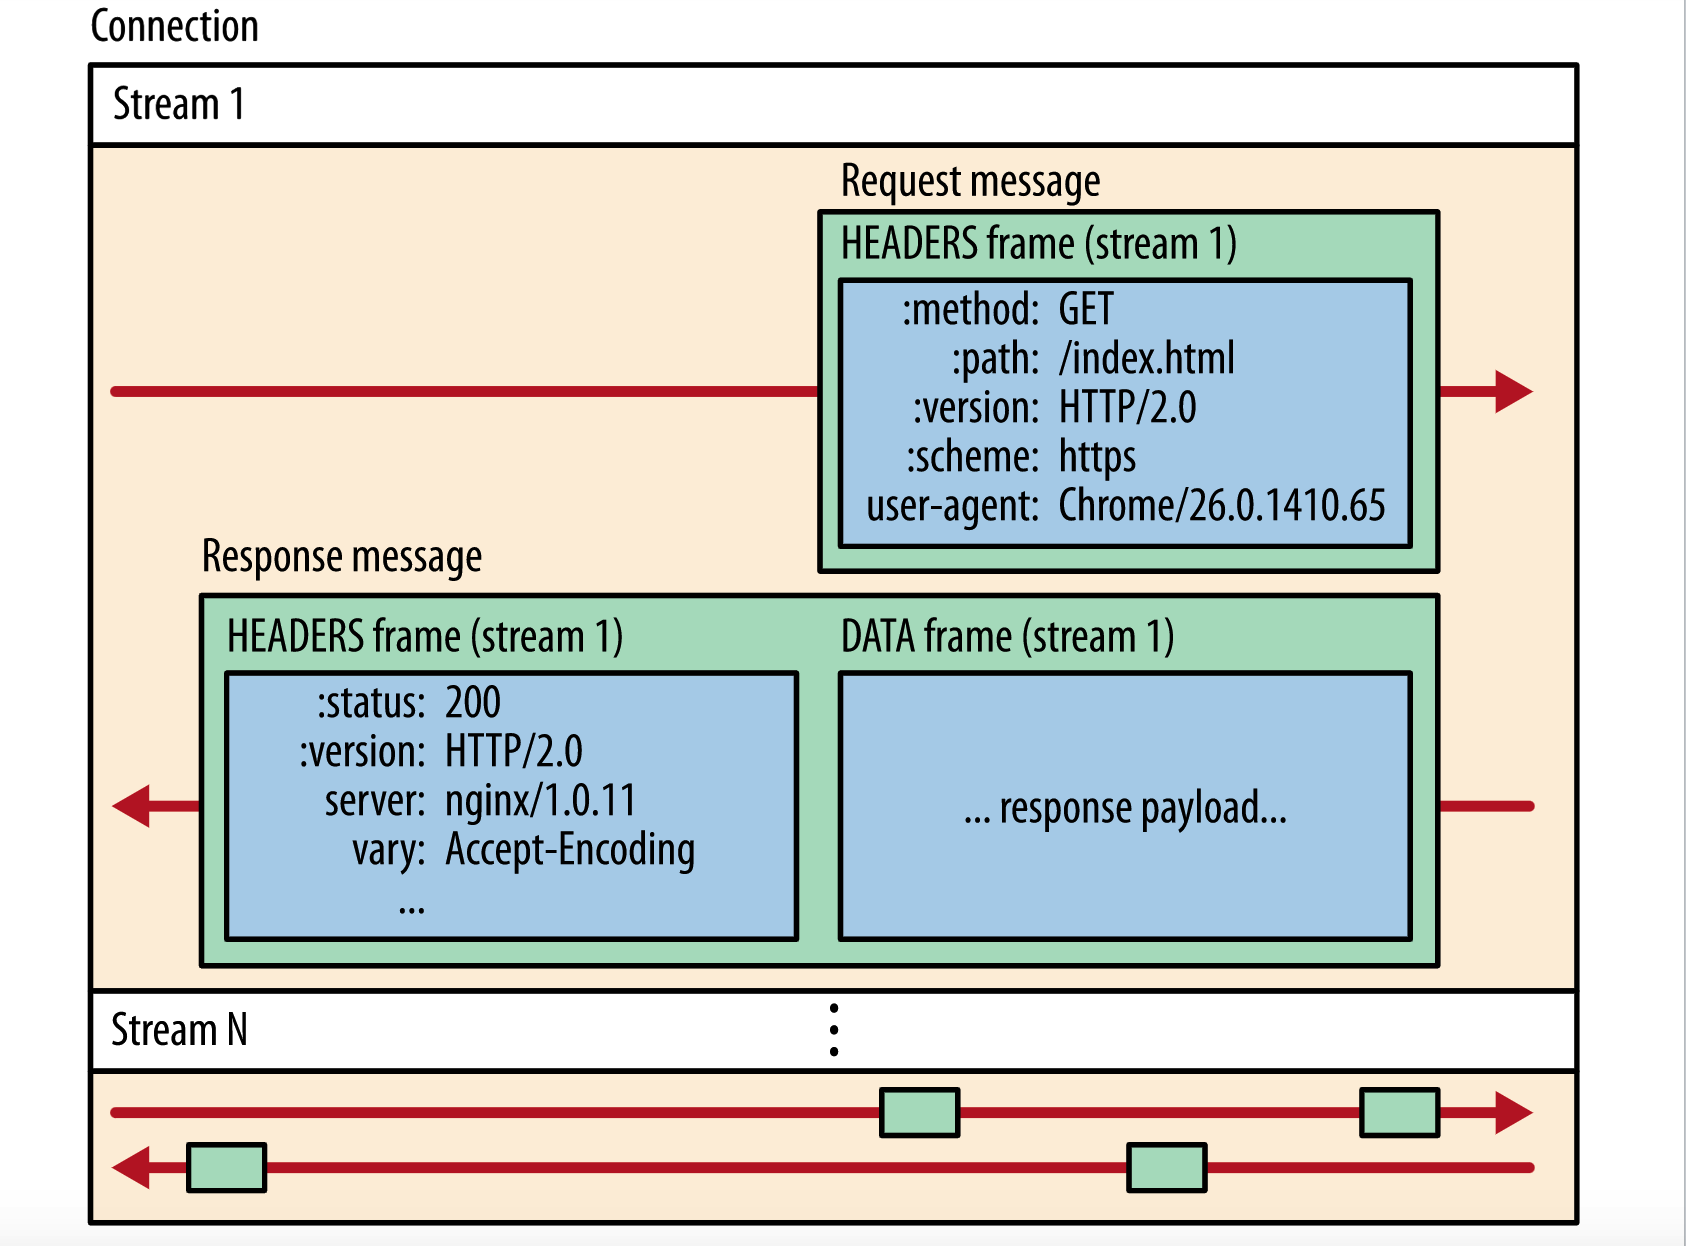 Connection
Stream 1
Request message
HEADERS frame (stream 1)
:method: GET
:path: /index.html
:version: HTTP/2.0
:scheme: https
user-agent: Chrome/26.0.1410.65
Response message
HEADERS frame (stream 1)
:status: 200
:version: HTTP/2.0
server: nginx/1.0.11
vary: Accept-Encoding
...
DATA frame (stream 1)
... response payload...
Stream N